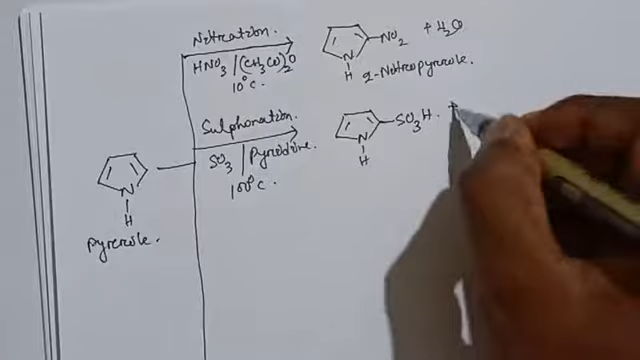 Nitration.
HNO3 / (CH3CO)2O
10°C.
NO2 + H2O
N
H
2-Nitropyrrole.
Sulphonation.
SO3 / Pyridine.
100°C.
SO3H. +
N
H
N
H
Pyrrole.